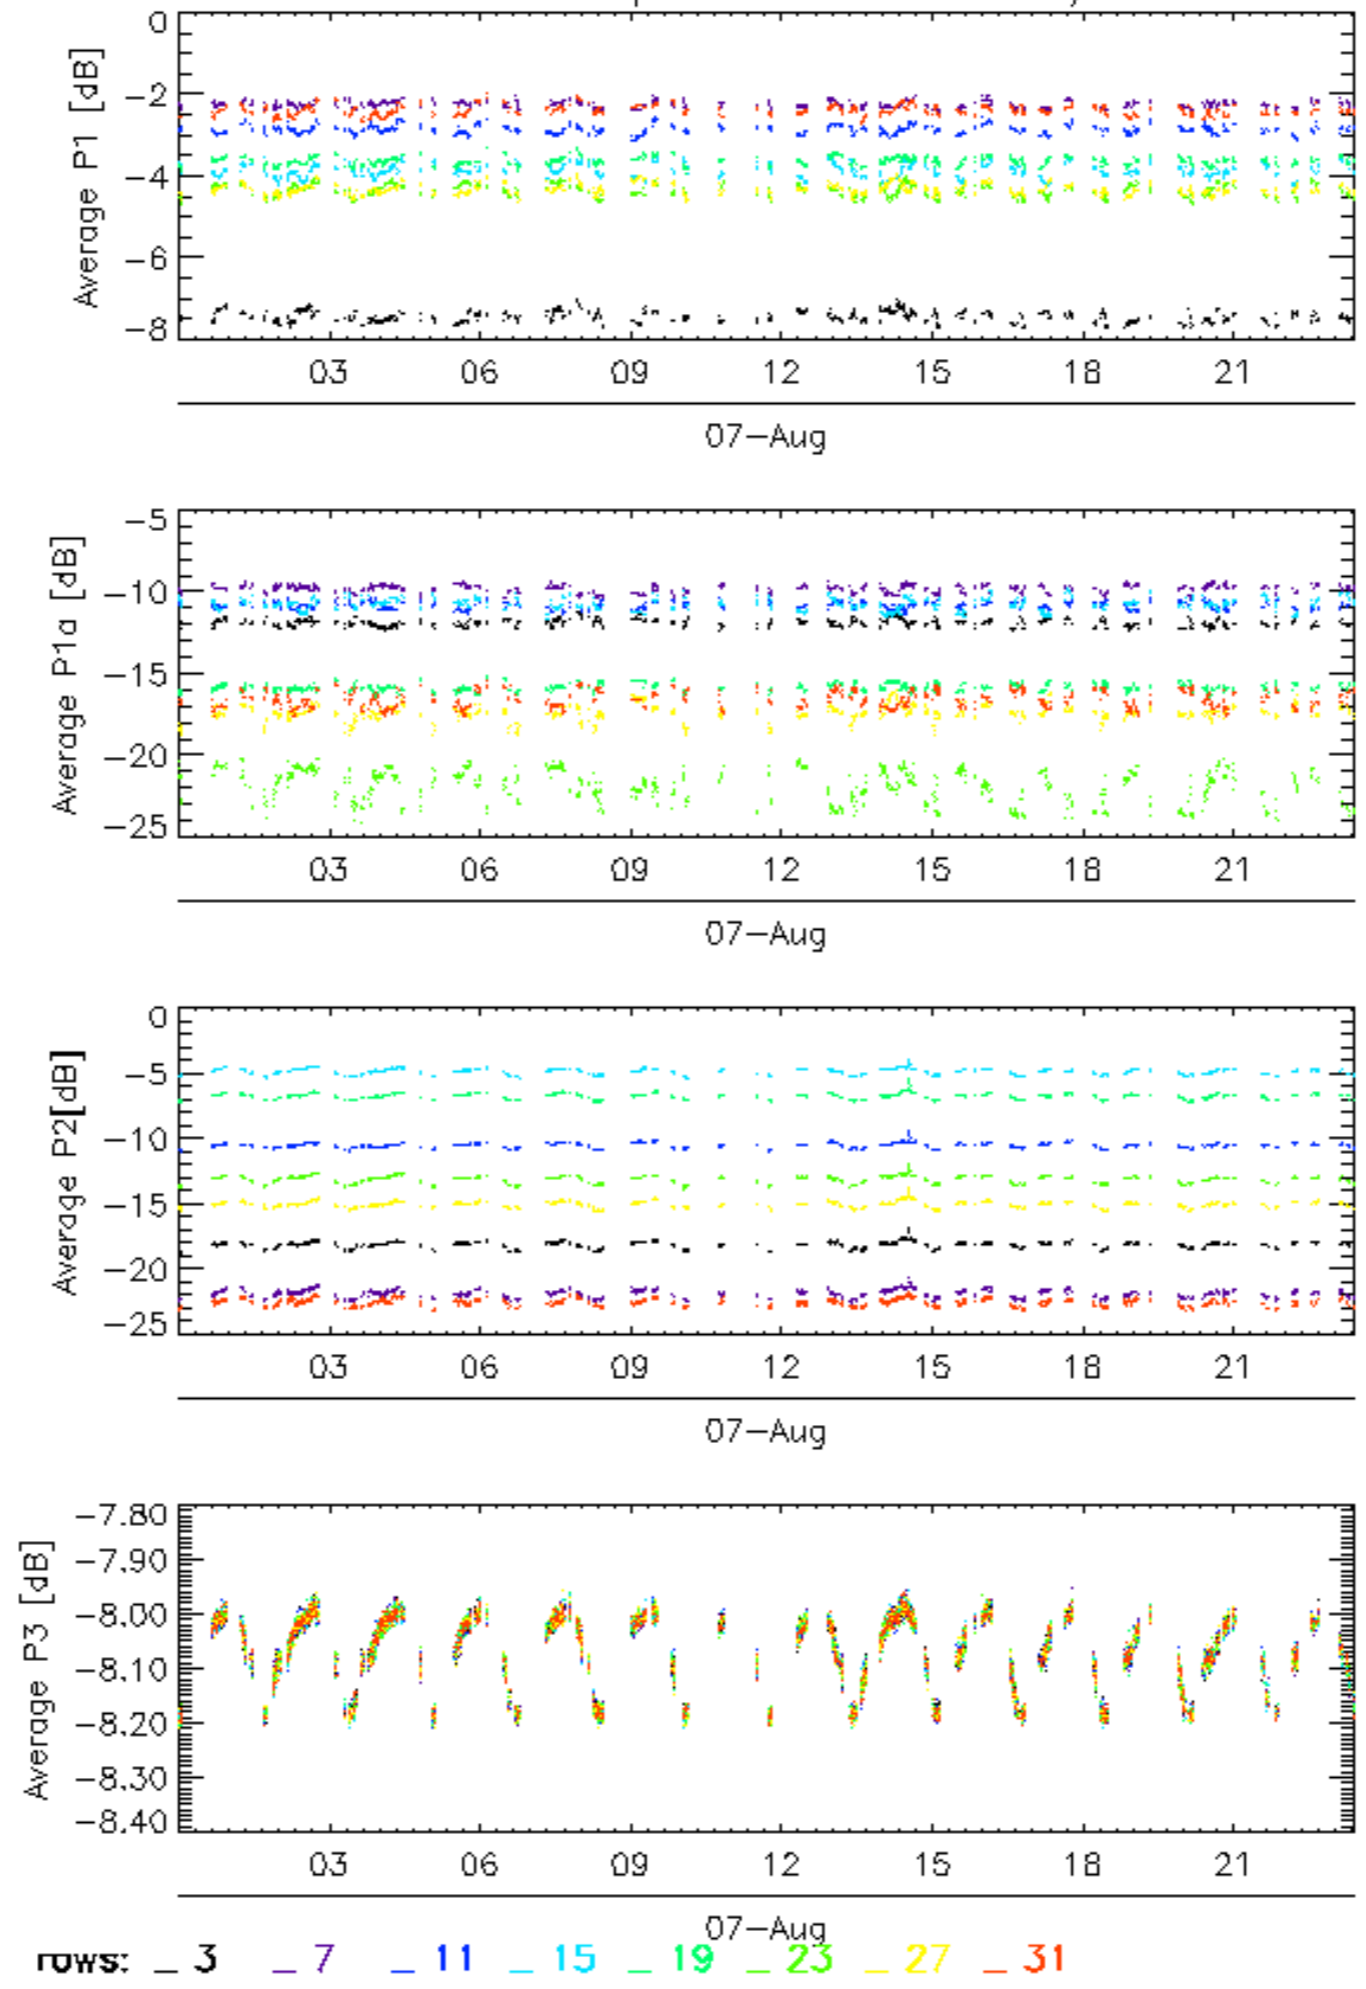 0
−2
−4
−6
−8
Average P1 [dB]
03 06 09 12 15 18 21
07−Aug
−5
−10
−15
−20
−25
Average P1a [dB]
03 06 09 12 15 18 21
07−Aug
0
−5
−10
−15
−20
−25
Average P2[dB]
03 06 09 12 15 18 21
07−Aug
−7.80
−7.90
−8.00
−8.10
−8.20
−8.30
−8.40
Average P3 [dB]
03 06 09 12 15 18 21
07−Aug
rows: _ 3 _ 7 _ 11 _ 15 _ 19 _ 23 _ 27 _ 31